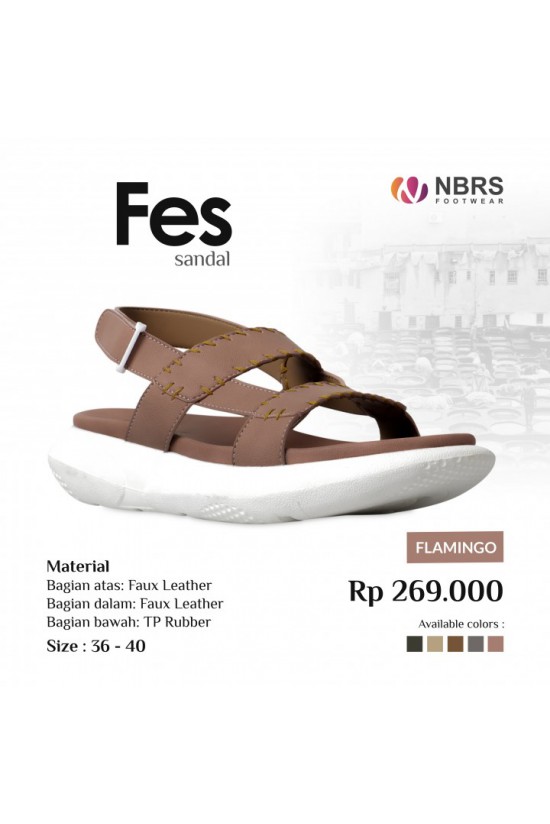 Fes
sandal
NBRS
FOOTWEAR
FLAMINGO
Material
Bagian atas: Faux Leather
Bagian dalam: Faux Leather
Bagian bawah: TP Rubber
Size : 36 - 40
Rp 269.000
Available colors :